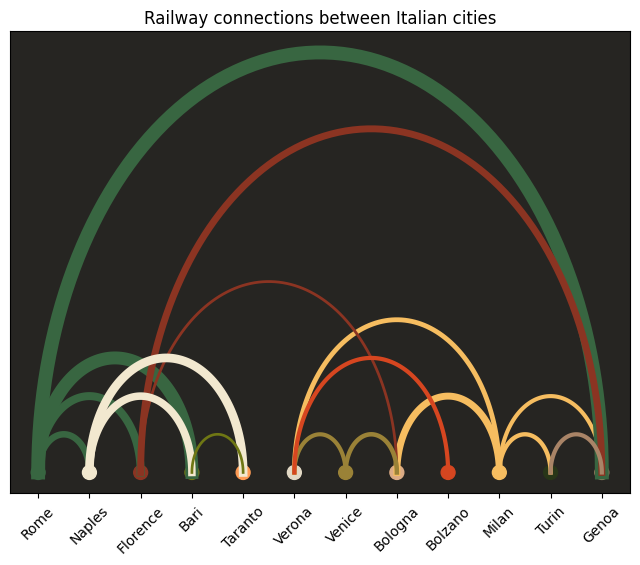 Railway connections between Italian cities
Rome
Naples
Florence
Bari
Taranto
Verona
Venice
Bologna
Bolzano
Milan
Turin
Genoa